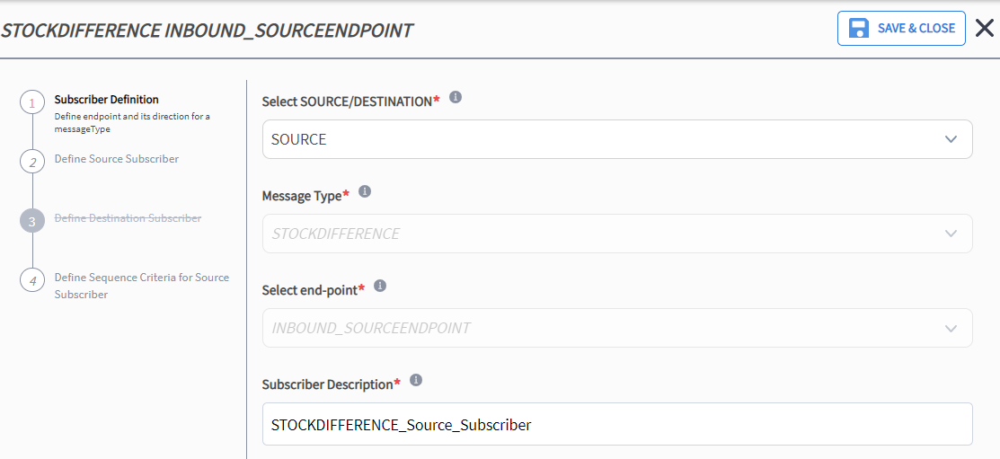 STOCKDIFFERENCE INBOUND_SOURCEENDPOINT
SAVE & CLOSE
1
Subscriber Definition
Define endpoint and its direction for a
messageType
2
Define Source Subscriber
3
Define Destination Subscriber
4
Define Sequence Criteria for Source
Subscriber
Select SOURCE/DESTINATION*
SOURCE
Message Type*
STOCKDIFFERENCE
Select end-point*
INBOUND_SOURCEENDPOINT
Subscriber Description*
STOCKDIFFERENCE_Source_Subscriber